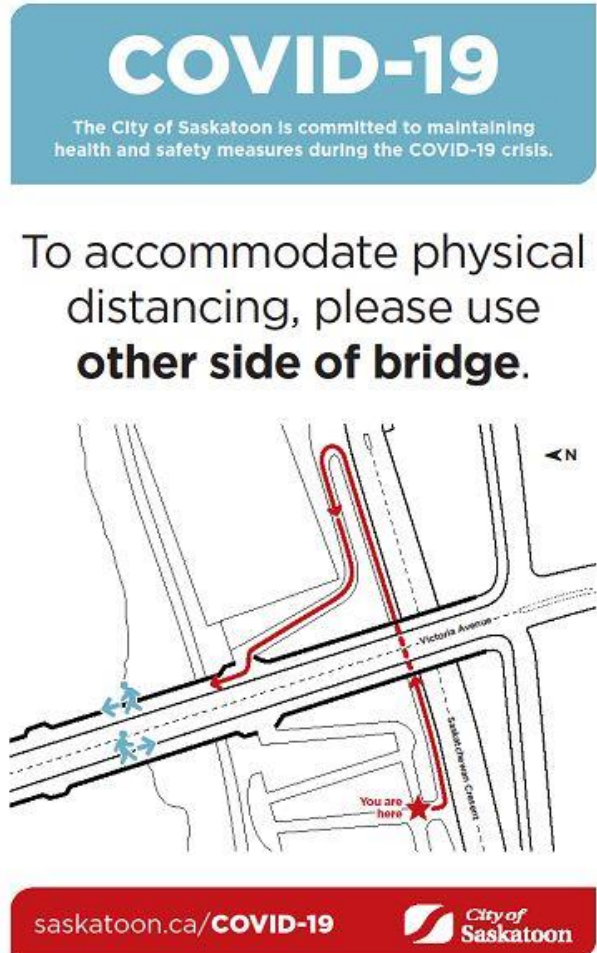 COVID-19
The City of Saskatoon is committed to maintaining
health and safety measures during the COVID-19 crisis.
To accommodate physical
distancing, please use
other side of bridge.
N
Victoria Avenue
Saskatchewan Cresent
You are
here
saskatoon.ca/COVID-19
City of
Saskatoon